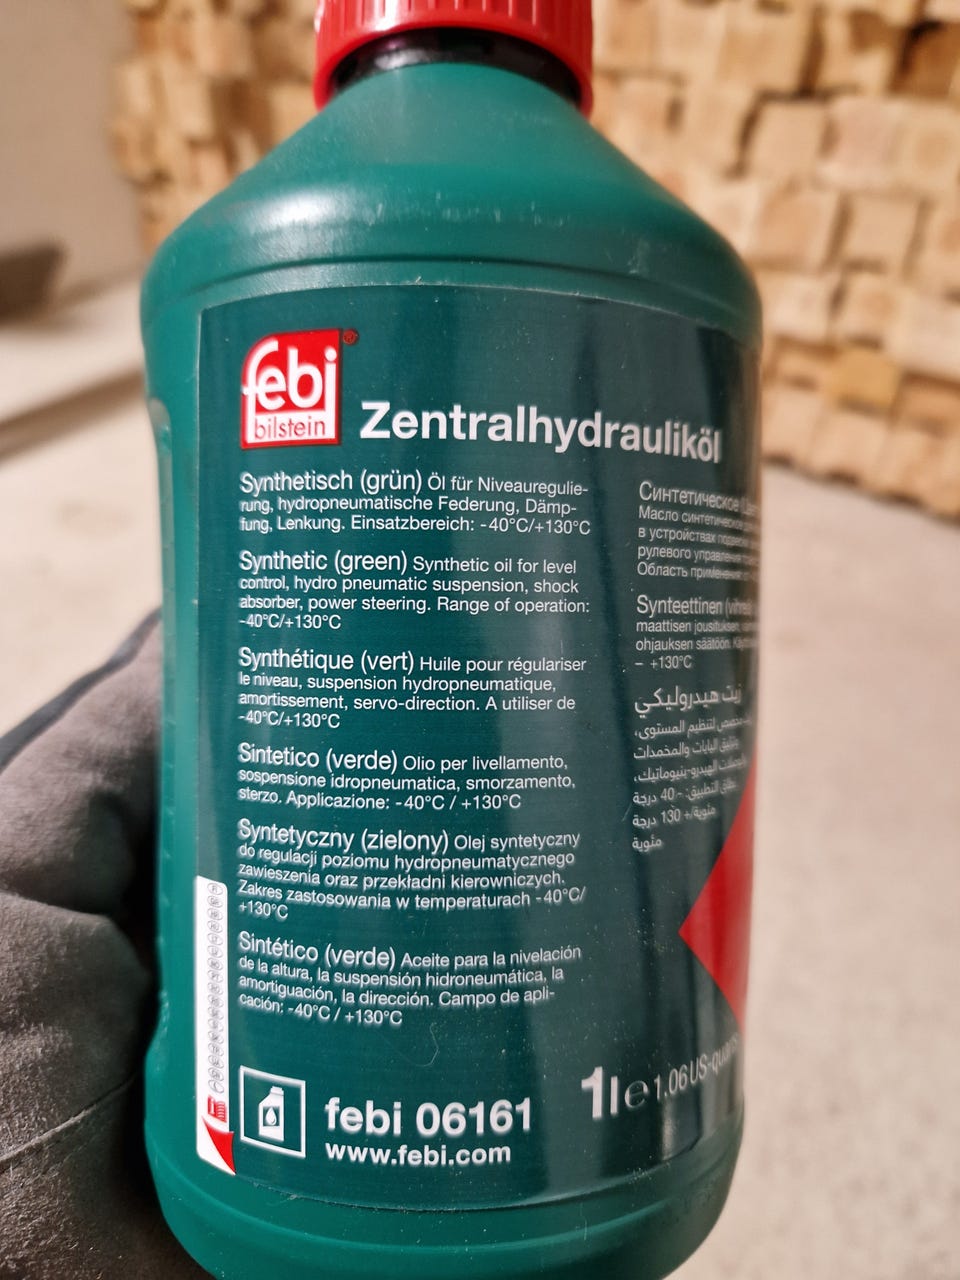 febi®
bilstein
Zentralhydrauliköl
Synthetisch (grün) Öl für Niveauregulie-
rung, hydropneumatische Federung, Dämp-
fung, Lenkung. Einsatzbereich: -40°C/+130°C
Synthetic (green) Synthetic oil for level
control, hydro pneumatic suspension, shock
absorber, power steering. Range of operation:
-40°C/+130°C
Synthétique (vert) Huile pour régulariser
le niveau, suspension hydropneumatique,
amortissement, servo-direction. A utiliser de
-40°C/+130°C
Sintetico (verde) Olio per livellamento,
sospensione idropneumatica, smorzamento,
sterzo. Applicazione: -40°C / +130°C
Syntetyczny (zielony) Olej syntetyczny
do regulacji poziomu hydropneumatycznego
zawieszenia oraz przekładni kierowniczych.
Zakres zastosowania w temperaturach -40°C/
+130°C
Sintético (verde) Aceite para la nivelación
de la altura, la suspensión hidroneumática, la
amortiguación, la dirección. Campo de apli-
cación: -40°C / +130°C
Синтетическое
Масло синтетическое
в устройствах
рулевого управления
Область применения
Synteettinen (vihreä)
maattisen jousituksen,
ohjauksen säätöön.
- +130°C
زيت هيدروليكي
مخصص لتنظيم المستوى،
وتعليق اليايات والمخمدات
الهيدرو-نيوماتيك،
نطاق التطبيق: - 40 درجة
مئوية/+ 130 درجة
مئوية
febi 06161
www.febi.com
1l e 1.06 US-quarts